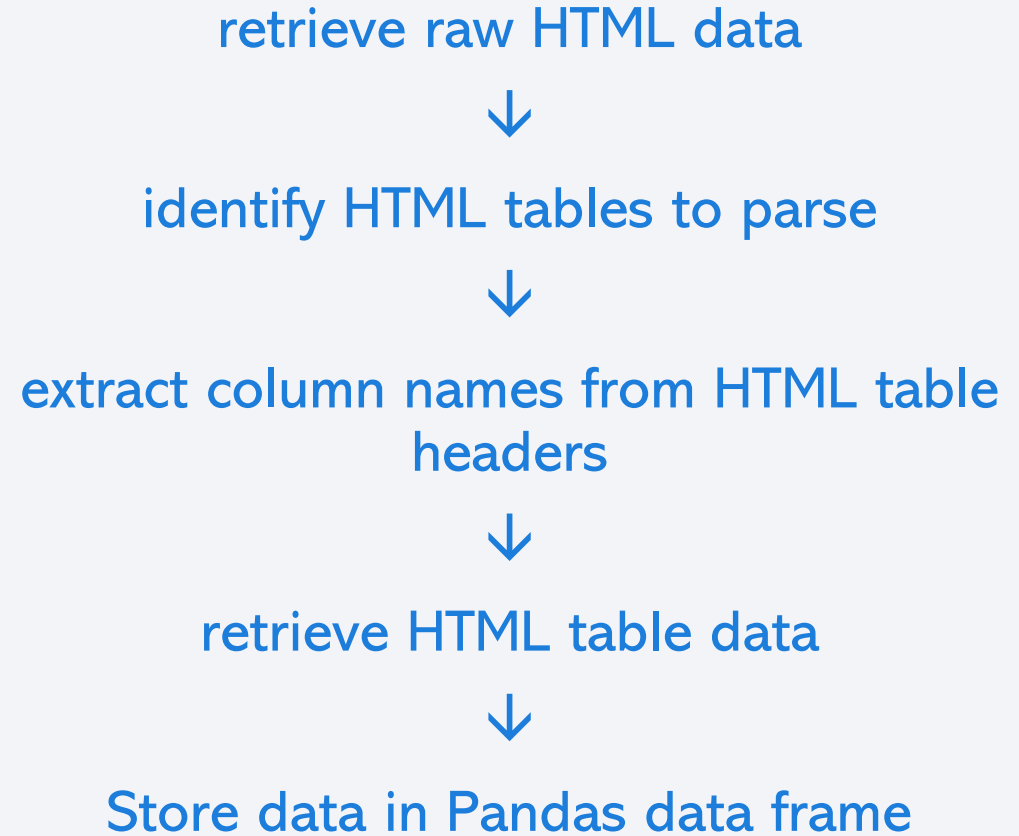 retrieve raw HTML data
↓
identify HTML tables to parse
↓
extract column names from HTML table
headers
↓
retrieve HTML table data
↓
Store data in Pandas data frame